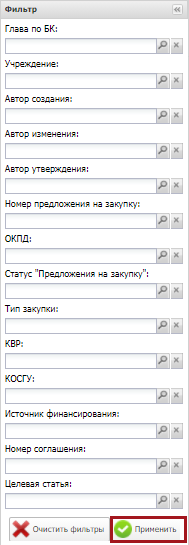 Фильтр
Глава по БК:
Учреждение:
Автор создания:
Автор изменения:
Автор утверждения:
Номер предложения на закупку:
ОКПД:
Статус "Предложения на закупку":
Тип закупки:
КВР:
КОСГУ:
Источник финансирования:
Номер соглашения:
Целевая статья:
Очистить фильтры Применить